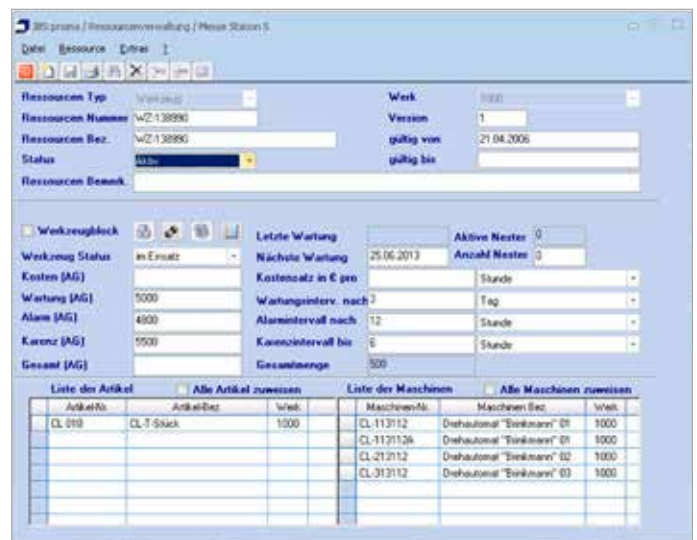 JBS proma / Ressourcenverwaltung / Messe Station 5
Datei Ressource Extras ?
Ressourcen Typ Werkzeug Werk 1000
Ressourcen Nummer WZ-138990 Version 1
Ressourcen Bez. WZ-138990 gültig von 21.04.2006
Status Aktiv gültig bis
Ressourcen Bemerk.
Werkzeugblock Letzte Wartung Aktive Nester 0
Werkzeug Status im Einsatz Nächste Wartung 25.06.2013 Anzahl Nester 0
Kosten (AG) Kostensatz in € pro Stunde
Wartung (AG) 5000 Wartungsinterv. nach 3 Tag
Alarm (AG) 4800 Alarmintervall nach 12 Stunde
Karenz (AG) 5500 Karenzintervall bis 6 Stunde
Gesamt (AG) Gesamtmenge 500
Liste der Artikel Alle Artikel zuweisen Liste der Maschinen Alle Maschinen zuweisen
Artikel-Nr. Artikel-Bez. Werk Maschinen-Nr. Maschinen Bez. Werk
CL 010 CL-T-Stück 1000 CL-113112 Drehautomat "Brinkmann" 01 1000
CL-113112A Drehautomat "Brinkmann" 01 1000
CL-213112 Drehautomat "Brinkmann" 02 1000
CL-313112 Drehautomat "Brinkmann" 03 1000